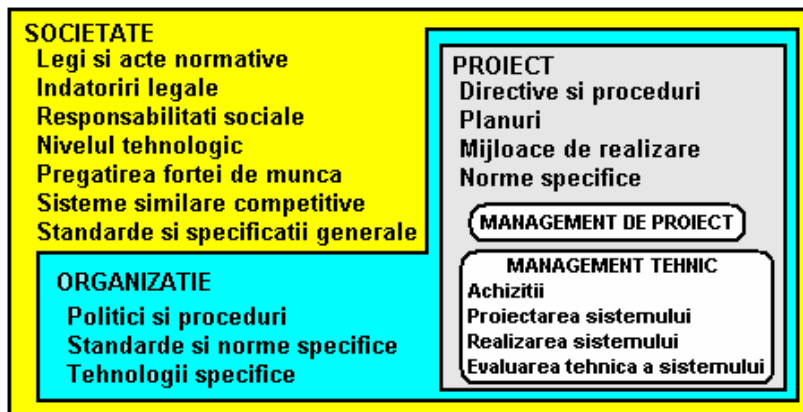 SOCIETATE
Legi si acte normative
Indatoriri legale
Responsabilitati sociale
Nivelul tehnologic
Pregatirea fortei de munca
Sisteme similare competitive
Standarde si specificatii generale
ORGANIZATIE
Politici si proceduri
Standarde si norme specifice
Tehnologii specifice
PROIECT
Directive si proceduri
Planuri
Mijloace de realizare
Norme specifice
MANAGEMENT DE PROIECT
MANAGEMENT TEHNIC
Achizitii
Proiectarea sistemului
Realizarea sistemului
Evaluarea tehnica a sistemului